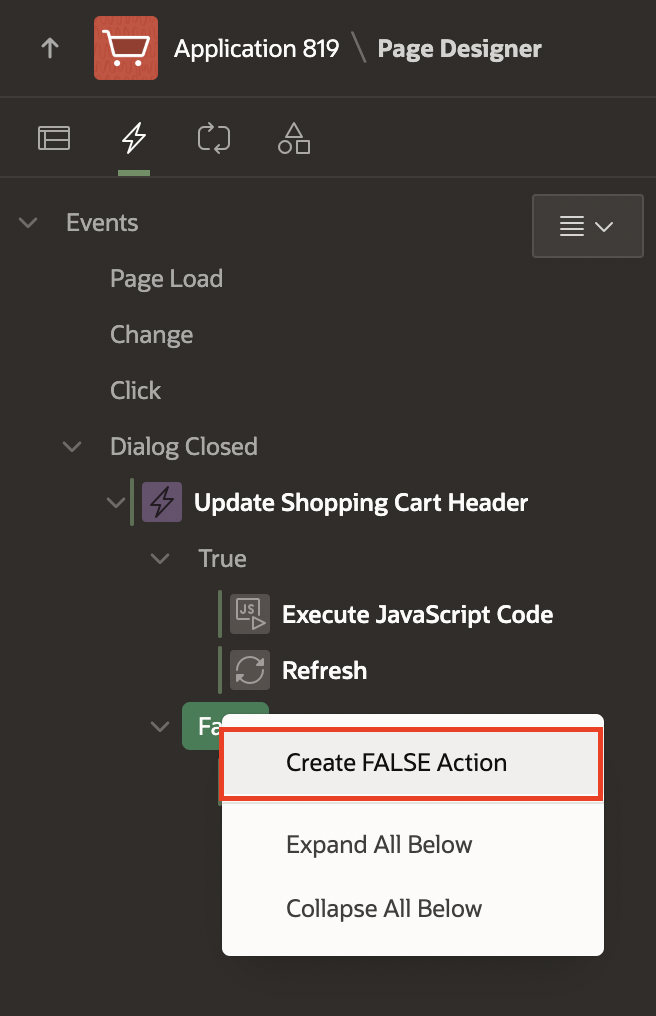 Application 819 \ Page Designer
Events
Page Load
Change
Click
Dialog Closed
Update Shopping Cart Header
True
JS
Execute JavaScript Code
Refresh
Fa
Create FALSE Action
Expand All Below
Collapse All Below